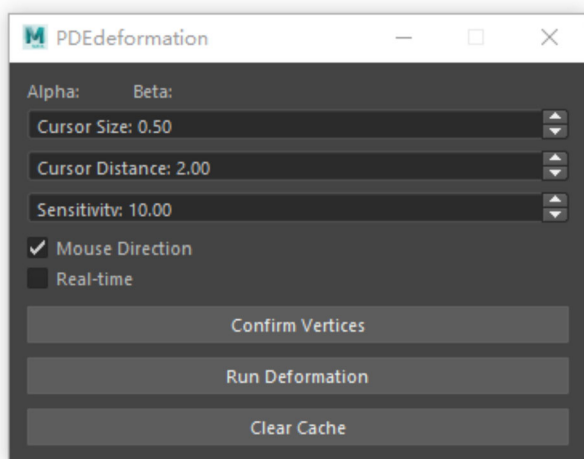 PDEdeformation
Alpha: Beta:
Cursor Size: 0.50
Cursor Distance: 2.00
Sensitivity: 10.00
Mouse Direction
Real-time
Confirm Vertices
Run Deformation
Clear Cache